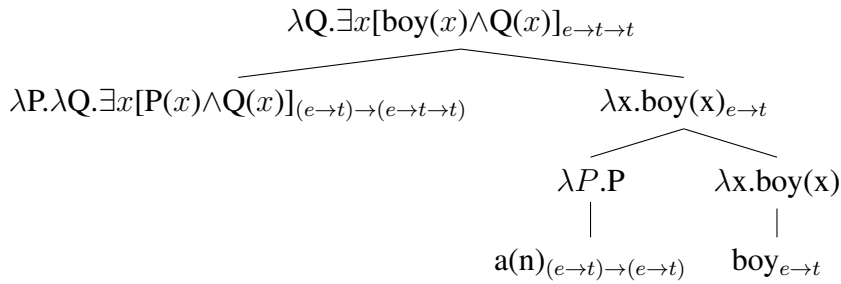 λQ.∃x[boy(x)∧Q(x)]e→t→t
λP.λQ.∃x[P(x)∧Q(x)](e→t)→(e→t→t) λx.boy(x)e→t
λP.P λx.boy(x)
a(n)(e→t)→(e→t) boye→t